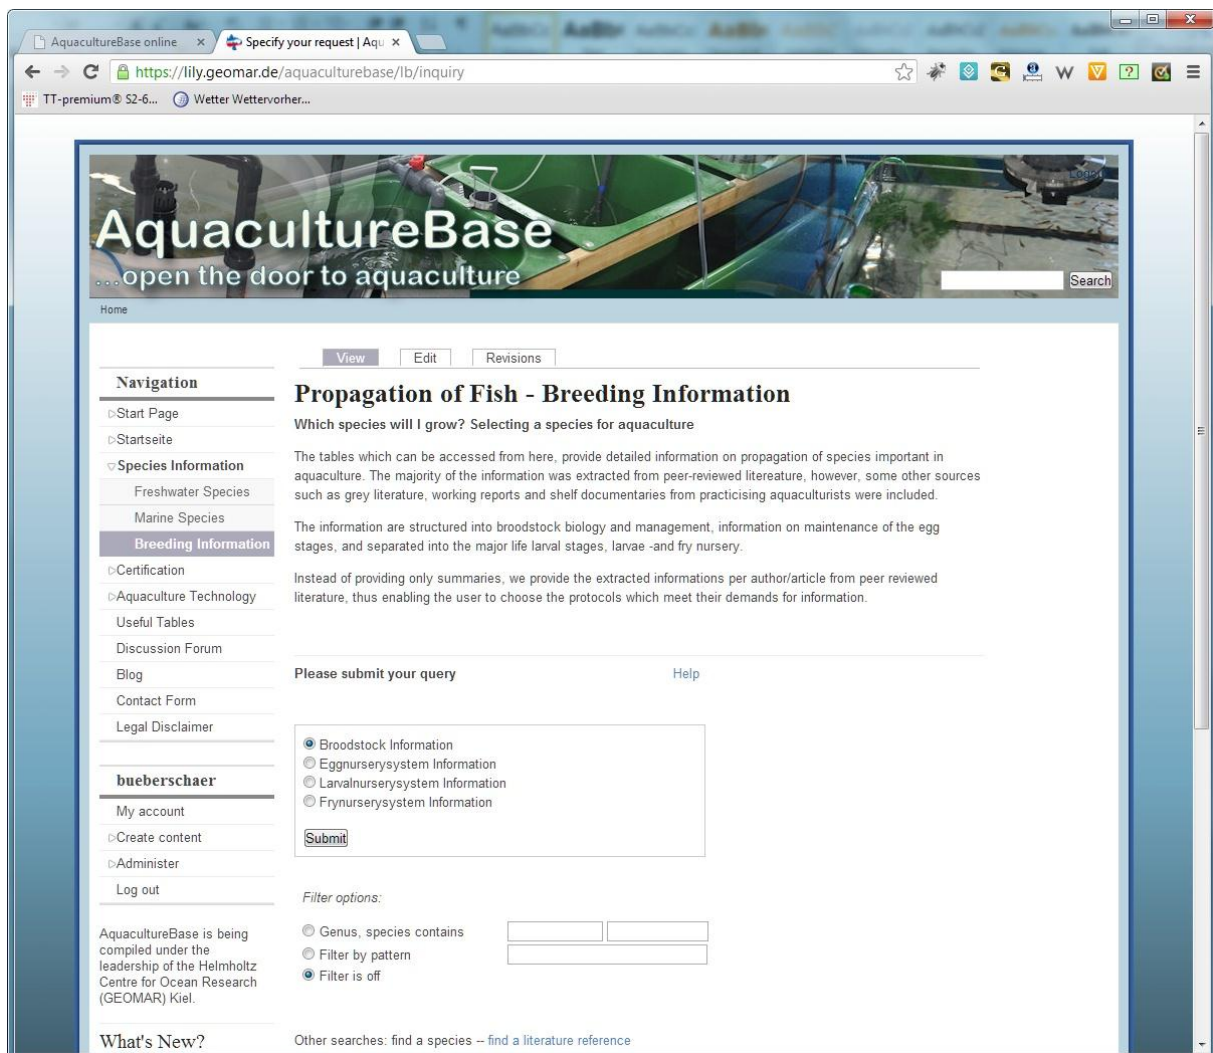 AquacultureBase online
Specify your request | Aqu
https://lily.geomar.de/aquaculturebase/lb/inquiry
TT-premium® S2-6...
Wetter Wettervorher...
AquacultureBase
...open the door to aquaculture
Search
Home
View
Edit
Revisions
Navigation
Start Page
Startseite
Species Information
Freshwater Species
Marine Species
Breeding Information
Certification
Aquaculture Technology
Useful Tables
Discussion Forum
Blog
Contact Form
Legal Disclaimer
bueberschaer
My account
Create content
Administer
Log out
AquacultureBase is being
compiled under the
leadership of the Helmholtz
Centre for Ocean Research
(GEOMAR) Kiel.
What's New?
Propagation of Fish - Breeding Information
Which species will I grow? Selecting a species for aquaculture
The tables which can be accessed from here, provide detailed information on propagation of species important in
aquaculture. The majority of the information was extracted from peer-reviewed litereature, however, some other sources
such as grey literature, working reports and shelf documentaries from practicising aquaculturists were included.
The information are structured into broodstock biology and management, information on maintenance of the egg
stages, and separated into the major life larval stages, larvae -and fry nursery.
Instead of providing only summaries, we provide the extracted informations per author/article from peer reviewed
literature, thus enabling the user to choose the protocols which meet their demands for information.
Please submit your query
Help
Broodstock Information
Eggnurserysystem Information
Larvalnurserysystem Information
Frynurserysystem Information
Submit
Filter options:
Genus, species contains
Filter by pattern
Filter is off
Other searches: find a species -- find a literature reference